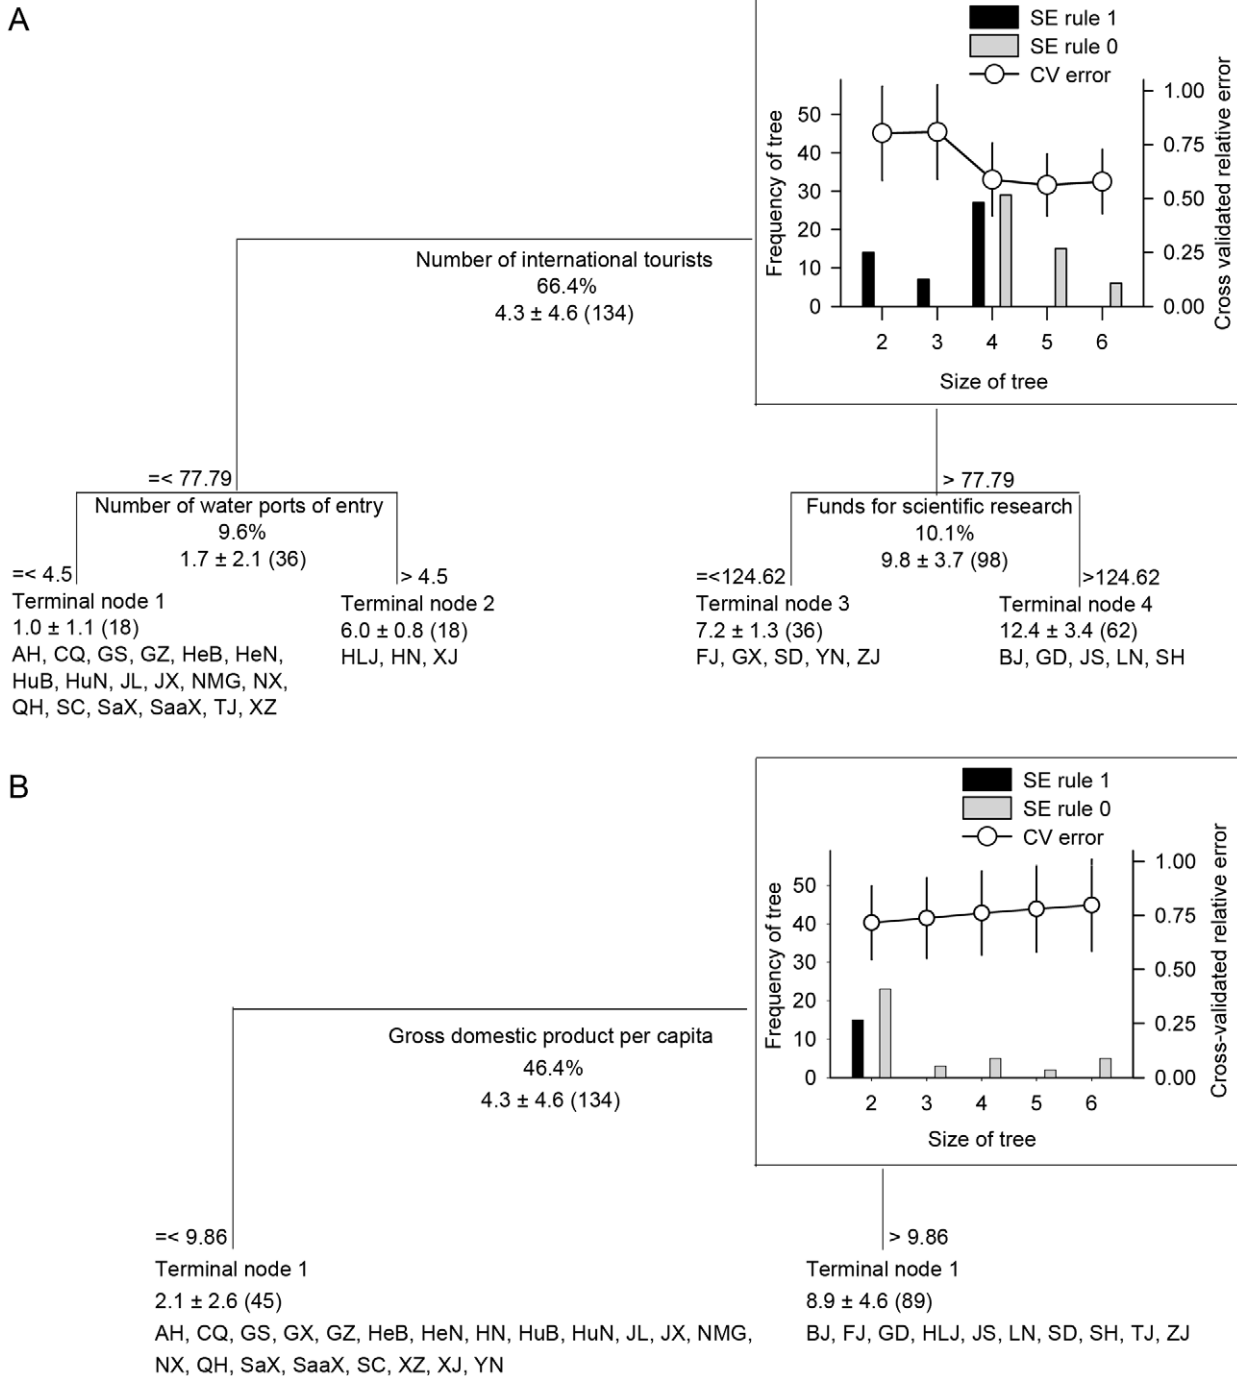 A
SE rule 1
SE rule 0
CV error
Frequency of tree
50
40
30
20
10
0
1.00
0.75
0.50
0.25
0.00
Cross validated relative error
2 3 4 5 6
Size of tree
Number of international tourists
66.4%
4.3 ± 4.6 (134)
=< 77.79
> 77.79
Number of water ports of entry
9.6%
1.7 ± 2.1 (36)
Funds for scientific research
10.1%
9.8 ± 3.7 (98)
=< 4.5
> 4.5
=<124.62
>124.62
Terminal node 1
1.0 ± 1.1 (18)
AH, CQ, GS, GZ, HeB, HeN,
HuB, HuN, JL, JX, NMG, NX,
QH, SC, SaX, SaaX, TJ, XZ
Terminal node 2
6.0 ± 0.8 (18)
HLJ, HN, XJ
Terminal node 3
7.2 ± 1.3 (36)
FJ, GX, SD, YN, ZJ
Terminal node 4
12.4 ± 3.4 (62)
BJ, GD, JS, LN, SH
B
SE rule 1
SE rule 0
CV error
Frequency of tree
50
40
30
20
10
0
1.00
0.75
0.50
0.25
0.00
Cross-validated relative error
2 3 4 5 6
Size of tree
Gross domestic product per capita
46.4%
4.3 ± 4.6 (134)
=< 9.86
> 9.86
Terminal node 1
2.1 ± 2.6 (45)
AH, CQ, GS, GX, GZ, HeB, HeN, HN, HuB, HuN, JL, JX, NMG,
NX, QH, SaX, SaaX, SC, XZ, XJ, YN
Terminal node 1
8.9 ± 4.6 (89)
BJ, FJ, GD, HLJ, JS, LN, SD, SH, TJ, ZJ